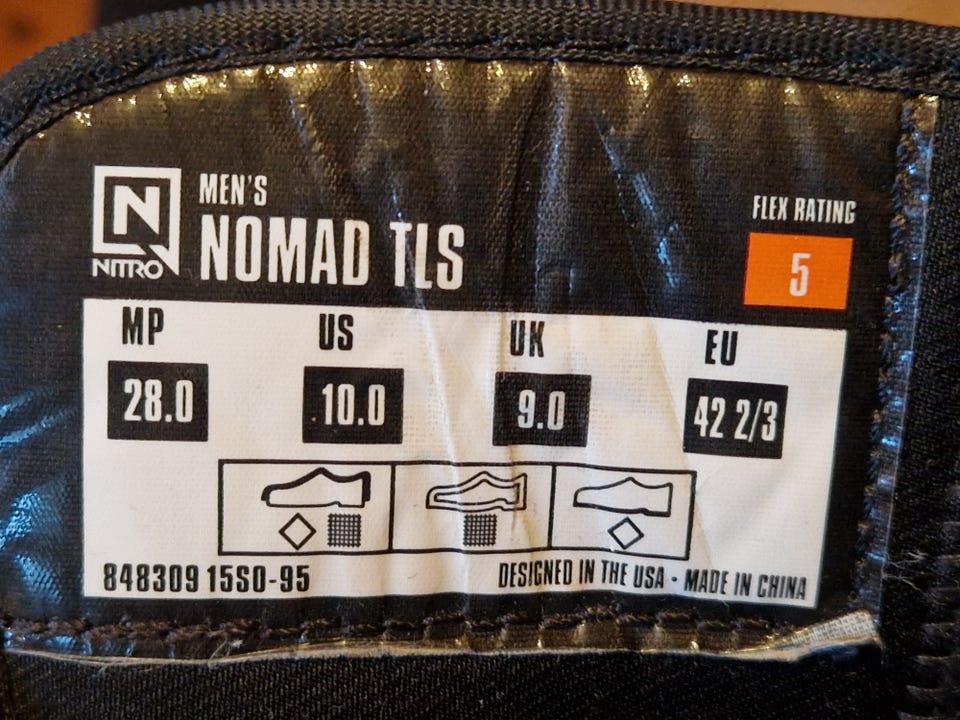 N
NITRO
MEN'S
NOMAD TLS
FLEX RATING
5
MP US UK EU
28.0 10.0 9.0 42 2/3
848309 15S0-95
DESIGNED IN THE USA · MADE IN CHINA